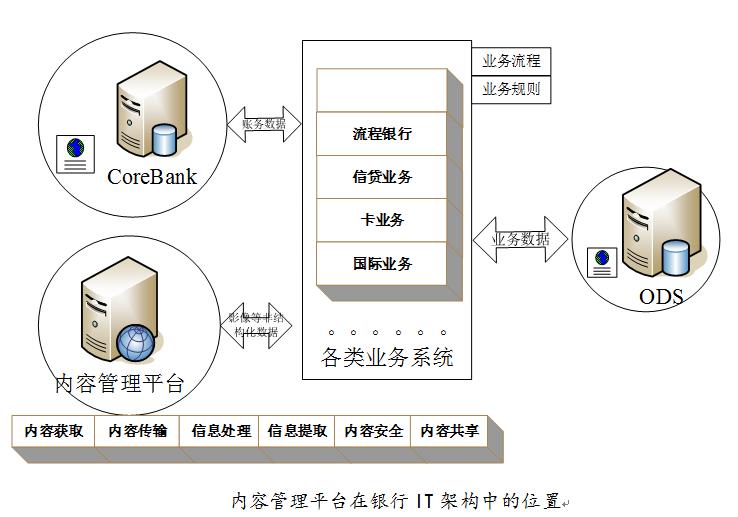 业务流程
业务规则
账务数据
流程银行
信贷业务
卡业务
国际业务
CoreBank
业务数据
ODS
影像等非结
构化数据
。。。。。。
各类业务系统
内容管理平台
内容获取
内容传输
信息处理
信息提取
内容安全
内容共享
内容管理平台在银行 IT 架构中的位置